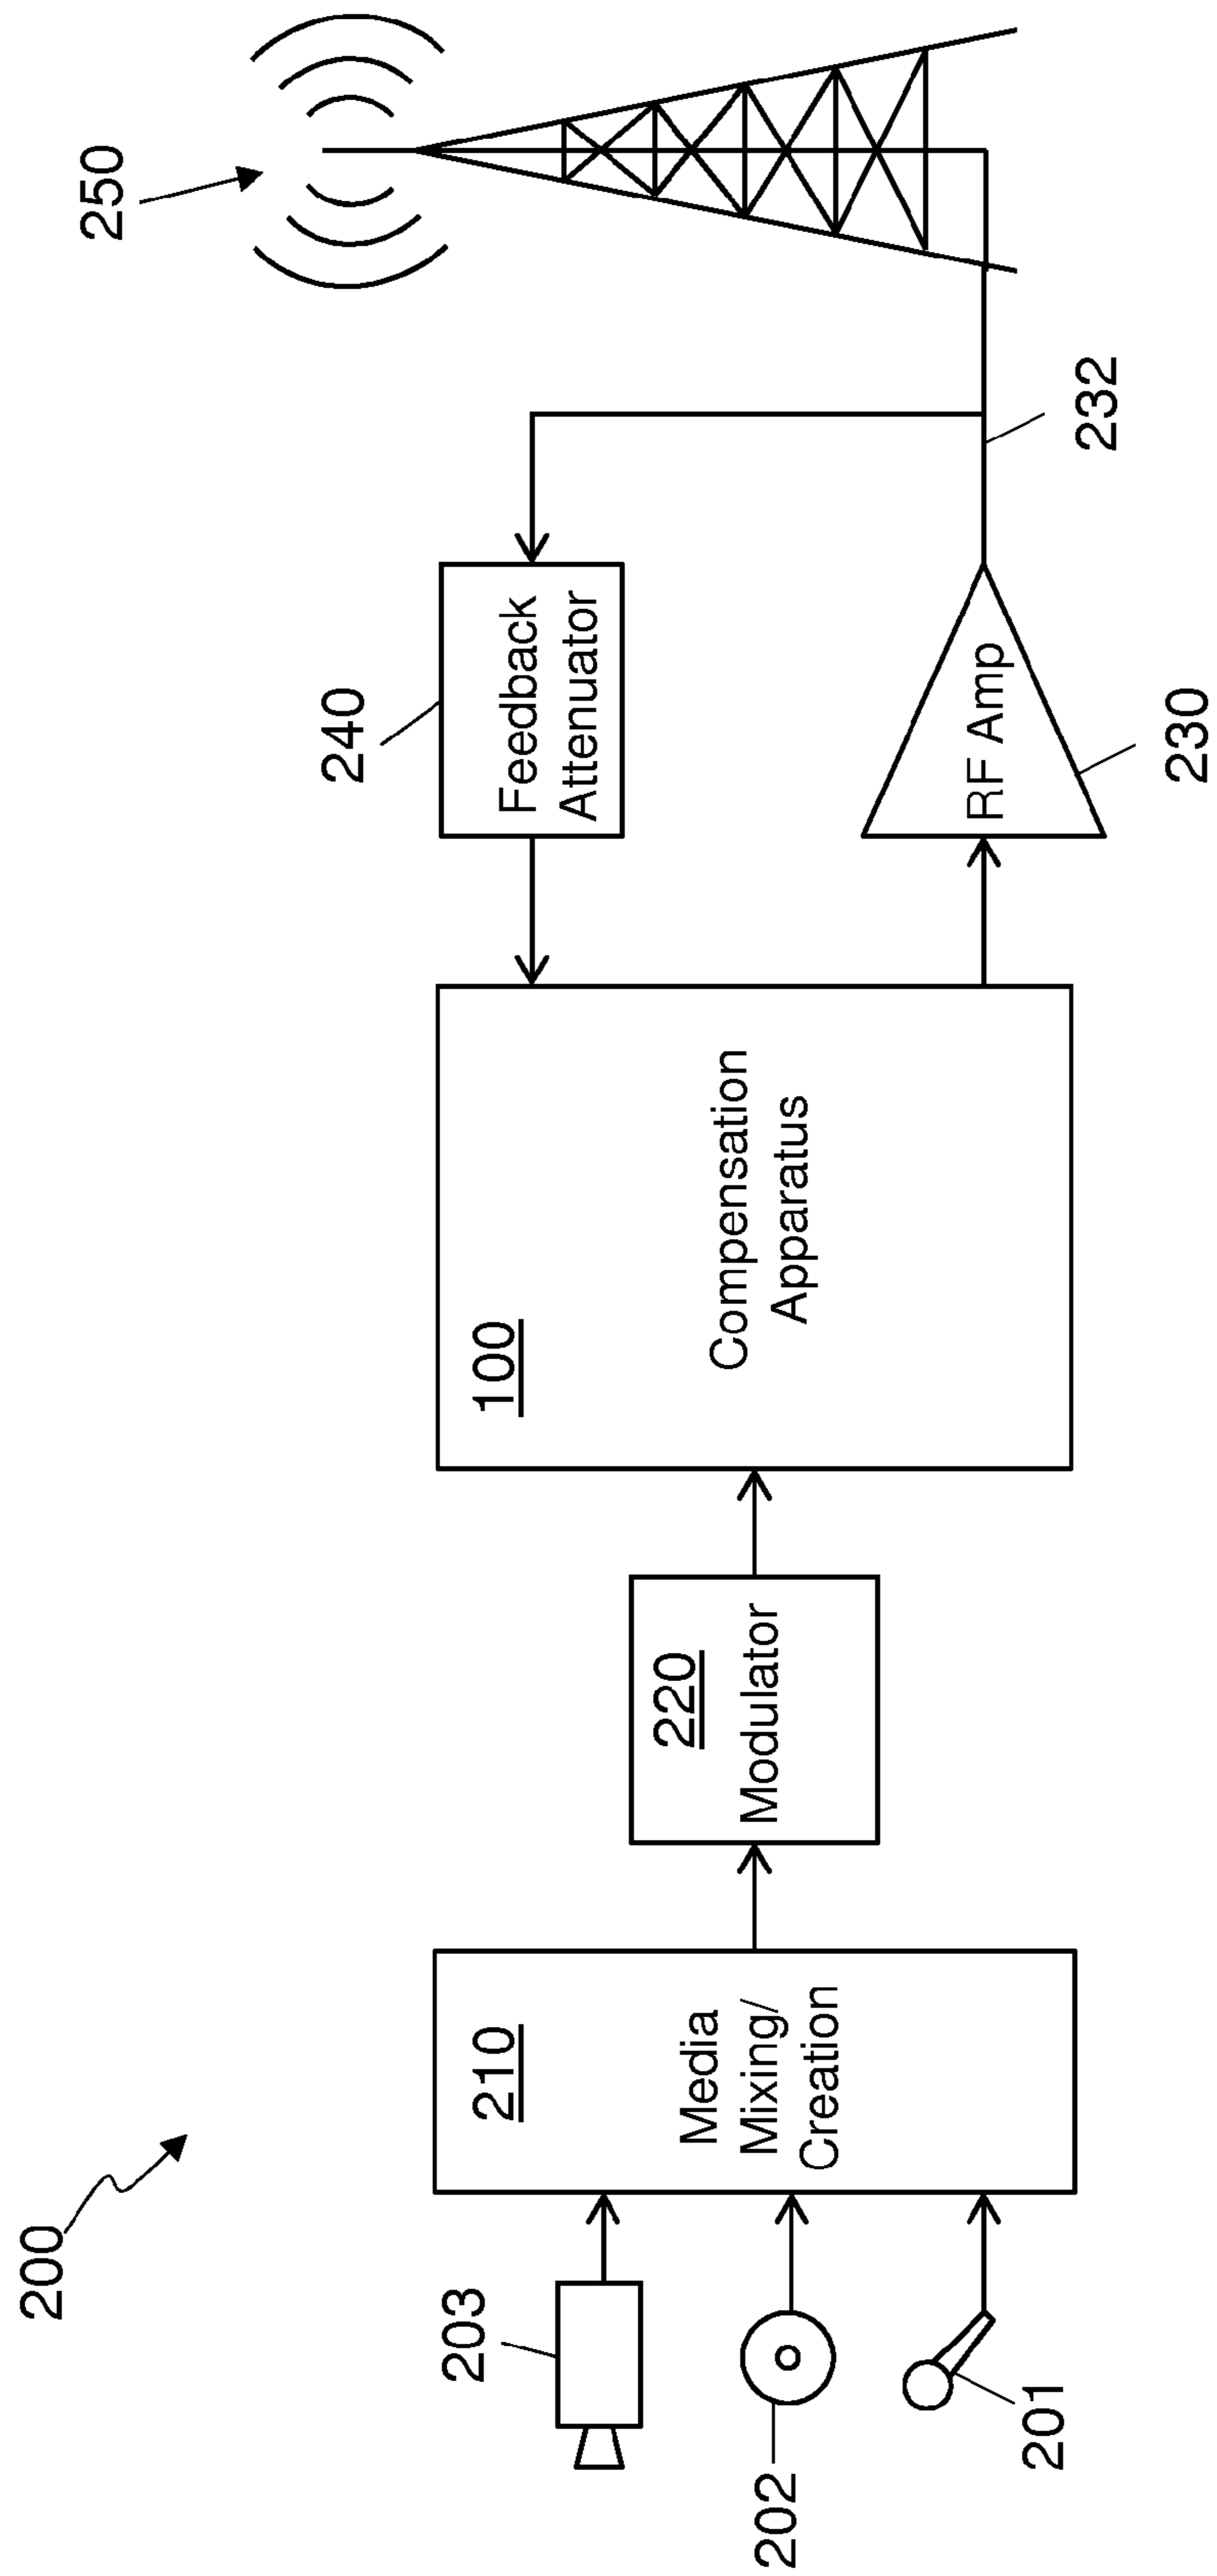 200
203
202
201
210
Media
Mixing/
Creation
220
Modulator
100
Compensation
Apparatus
240
Feedback
Attenuator
RF Amp
230
232
250